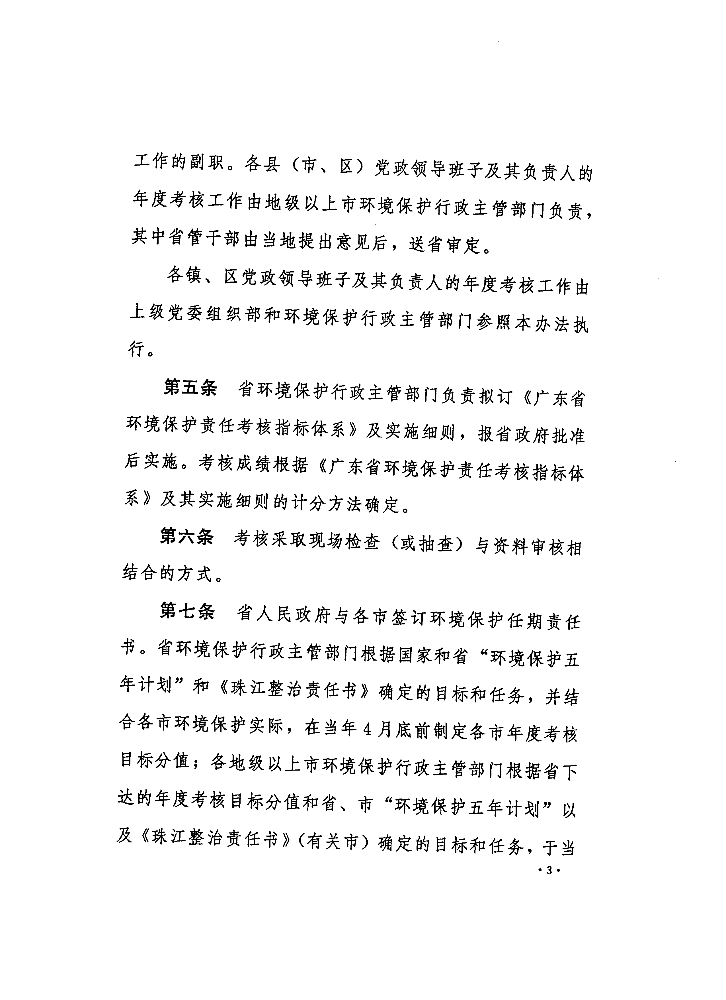 工作的副职。各县（市、区）党政领导班子及其负责人的
年度考核工作由地级以上市环境保护行政主管部门负责，
其中省管干部由当地提出意见后，送省审定。
各镇、区党政领导班子及其负责人的年度考核工作由
上级党委组织部和环境保护行政主管部门参照本办法执
行。
第五条　省环境保护行政主管部门负责拟订《广东省
环境保护责任考核指标体系》及实施细则，报省政府批准
后实施。考核成绩根据《广东省环境保护责任考核指标体
系》及其实施细则的计分方法确定。
第六条　考核采取现场检查（或抽查）与资料审核相
结合的方式。
第七条　省人民政府与各市签订环境保护任期责任
书。省环境保护行政主管部门根据国家和省“环境保护五
年计划”和《珠江整治责任书》确定的目标和任务，并结
合各市环境保护实际，在当年4月底前制定各市年度考核
目标分值；各地级以上市环境保护行政主管部门根据省下
达的年度考核目标分值和省、市“环境保护五年计划”以
及《珠江整治责任书》（有关市）确定的目标和任务，于当
·3·